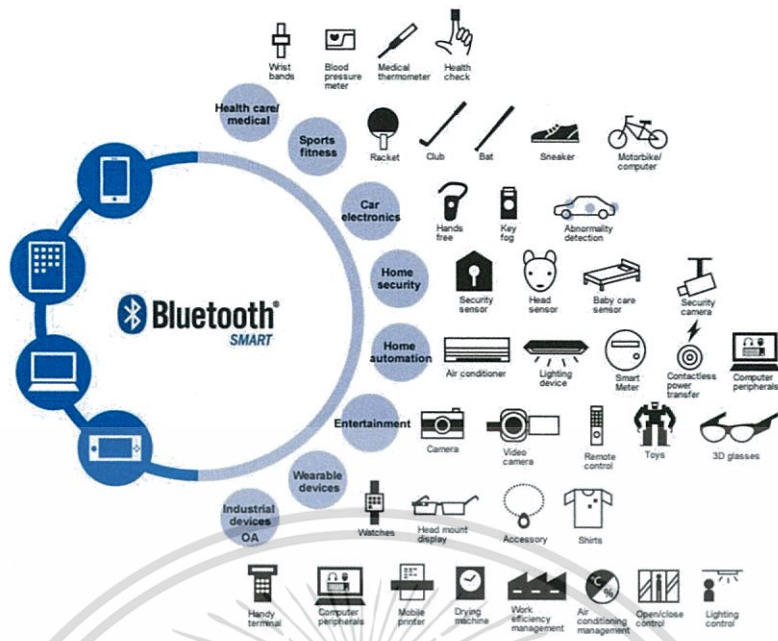 Wrist
bands
Blood
pressure
meter
Medical
thermometer
Health
check
Health care/
medical
Sports
fitness
Racket
Club
Bat
Sneaker
Motorbike/
computer
Car
electronics
Hands
free
Key
fog
Abnormality
detection
Home
security
Security
sensor
Head
sensor
Baby care
sensor
Security
camera
Bluetooth®
SMART
Home
automation
Air conditioner
Lighting
device
Smart
Meter
Contactless
power
transfer
Computer
peripherals
Entertainment
Camera
Video
camera
Remote
control
Toys
3D glasses
Wearable
devices
Watches
Head mount
display
Accessory
Shirts
Industrial
devices
OA
Handy
terminal
Computer
peripherals
Mobile
printer
Drying
machine
Work
efficiency
management
°C
%
Air
conditioning
management
Open/close
control
Lighting
control